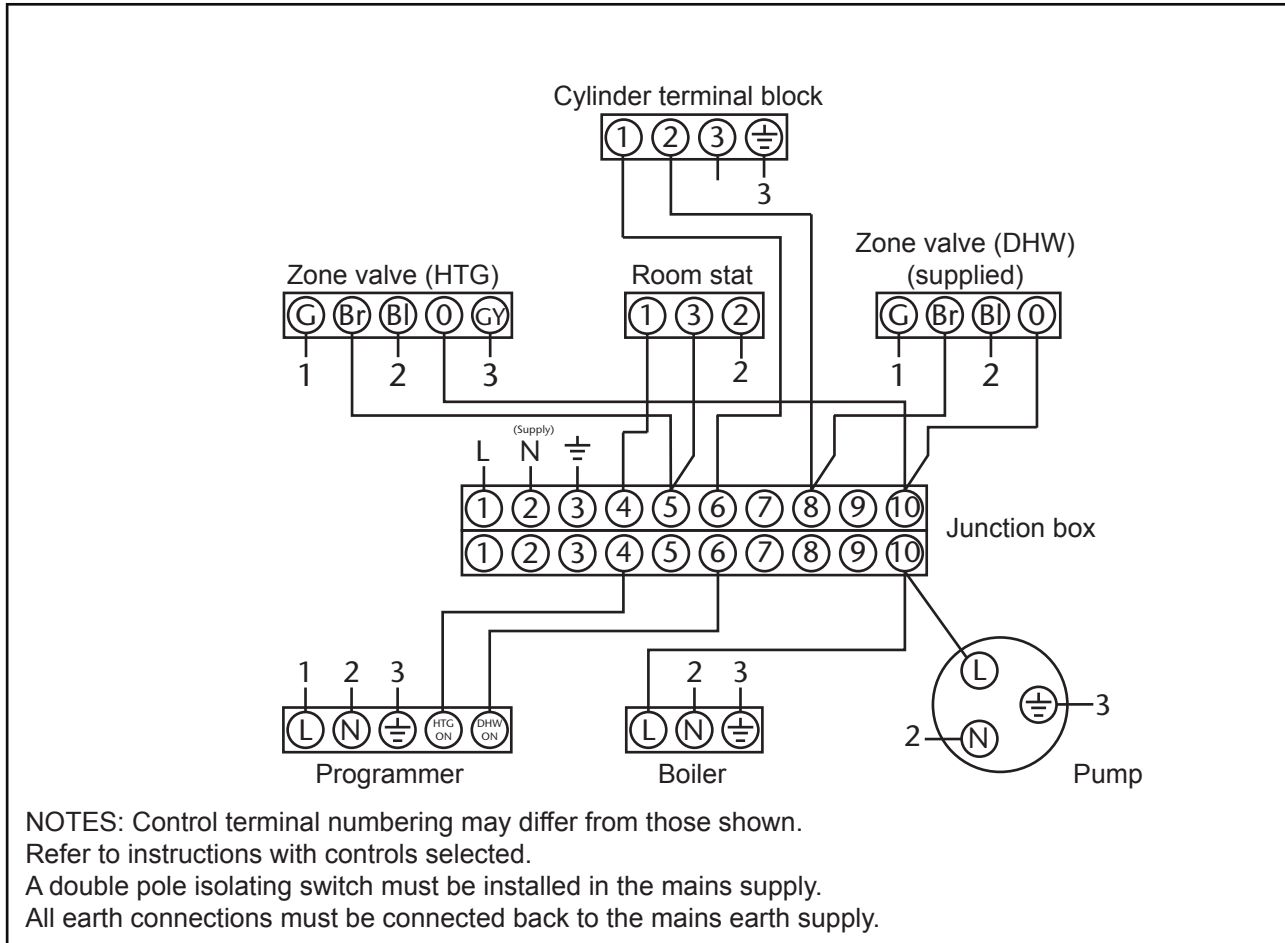 Cylinder terminal block
1 2 3
3
Zone valve (HTG)
G Br Bl 0 GY
1 2 3
Room stat
1 3 2
2
Zone valve (DHW)
(supplied)
G Br Bl 0
1 2
(Supply)
L N
1 2 3 4 5 6 7 8 9 10
1 2 3 4 5 6 7 8 9 10
Junction box
1 2 3
L N HTG ON DHW ON
Programmer
2 3
L N
Boiler
L
3
2 N
Pump
NOTES: Control terminal numbering may differ from those shown.
Refer to instructions with controls selected.
A double pole isolating switch must be installed in the mains supply.
All earth connections must be connected back to the mains earth supply.